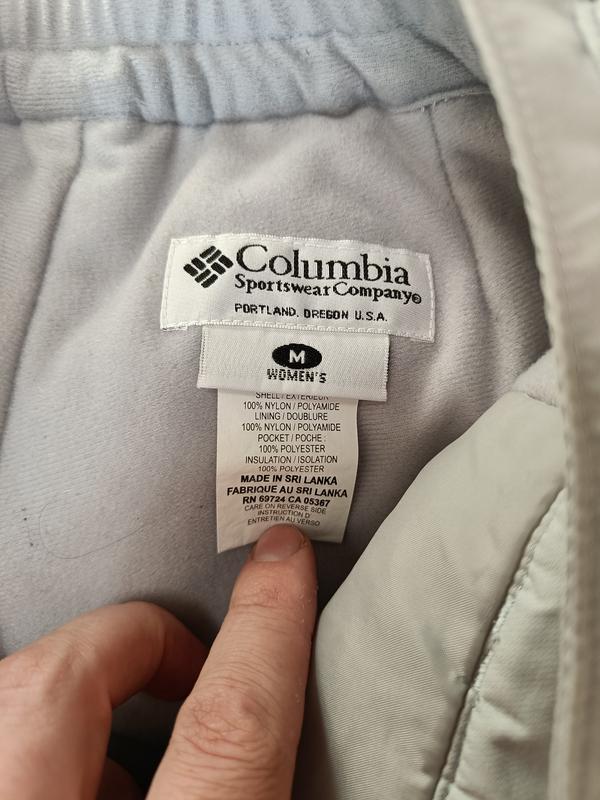 Columbia
Sportswear Company®
PORTLAND, OREGON U.S.A.
M
WOMEN'S
SHELL / EXTERIEUR
100% NYLON / POLYAMIDE
LINING / DOUBLURE
100% NYLON / POLYAMIDE
POCKET / POCHE :
100% POLYESTER
INSULATION / ISOLATION
100% POLYESTER
MADE IN SRI LANKA
FABRIQUE AU SRI LANKA
RN 69724 CA 05367
CARE ON REVERSE SIDE
INSTRUCTION D'
ENTRETIEN AU VERSO